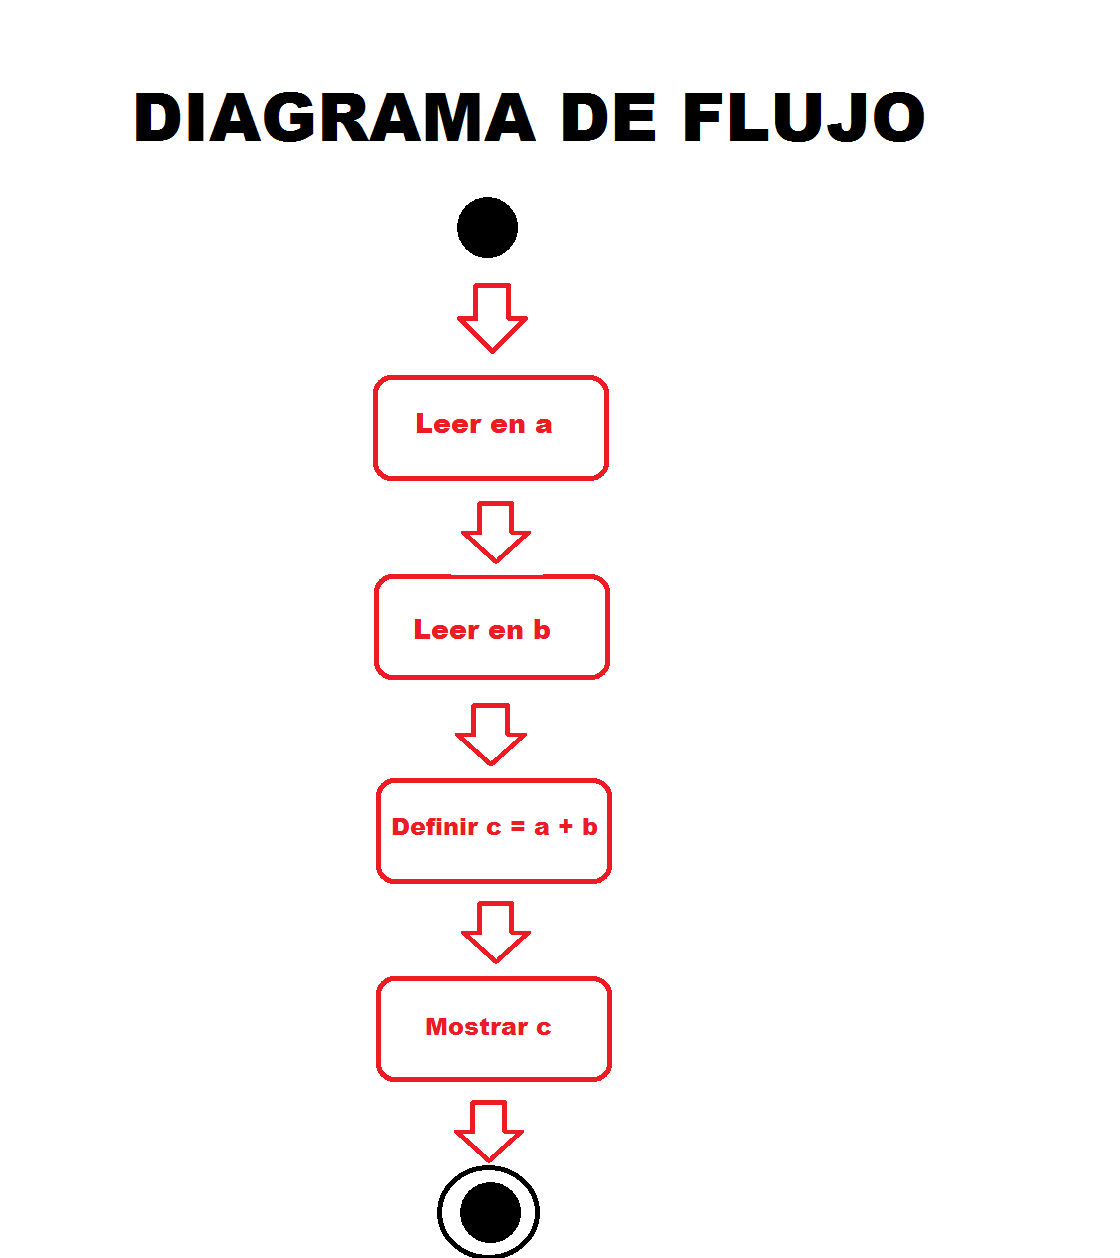 DIAGRAMA DE FLUJO
Leer en a
Leer en b
Definir c = a + b
Mostrar c